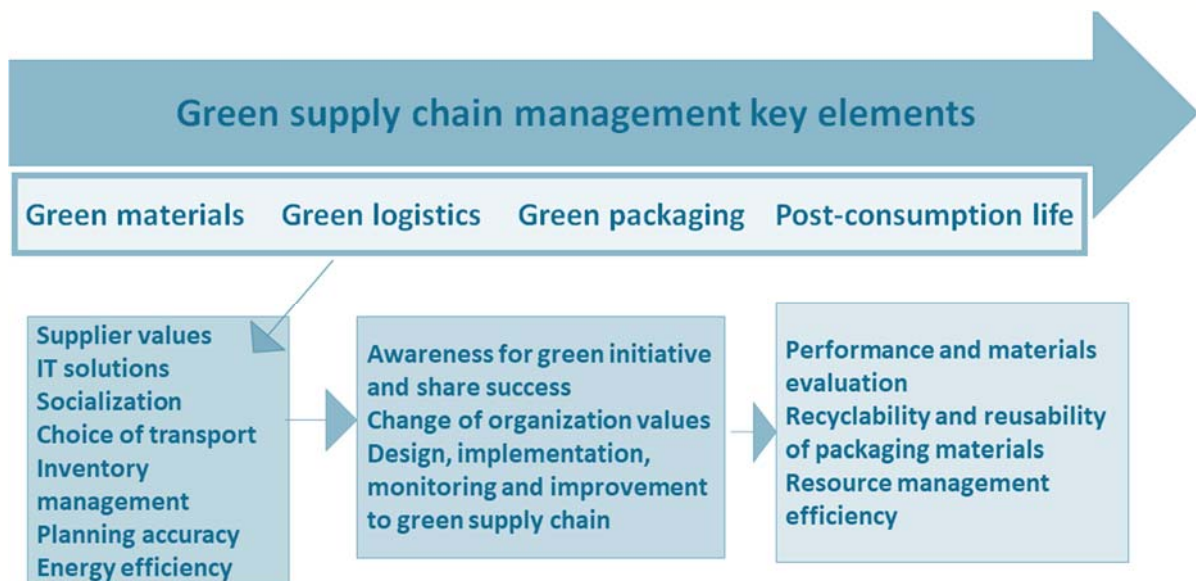 Green supply chain management key elements
Green materials Green logistics Green packaging Post-consumption life
Supplier values
IT solutions
Socialization
Choice of transport
Inventory
management
Planning accuracy
Energy efficiency
Awareness for green initiative
and share success
Change of organization values
Design, implementation,
monitoring and improvement
to green supply chain
Performance and materials
evaluation
Recyclability and reusability
of packaging materials
Resource management
efficiency